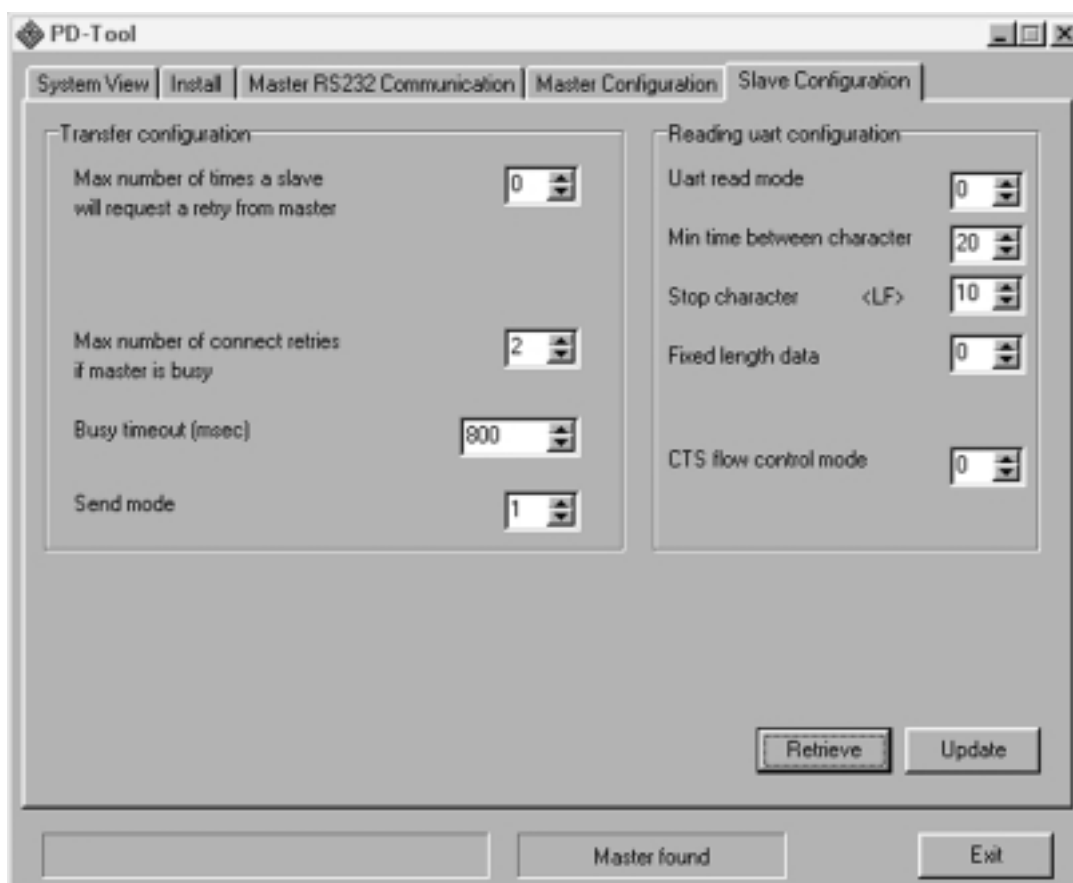 PD-Tool
System View Install Master RS232 Communication Master Configuration Slave Configuration
Transfer configuration
Max number of times a slave
will request a retry from master
0
Max number of connect retries
if master is busy
2
Busy timeout (msec) 800
Send mode 1
Reading uart configuration
Uart read mode 0
Min time between character 20
Stop character <LF> 10
Fixed length data 0
CTS flow control mode 0
Retrieve Update
Master found Exit